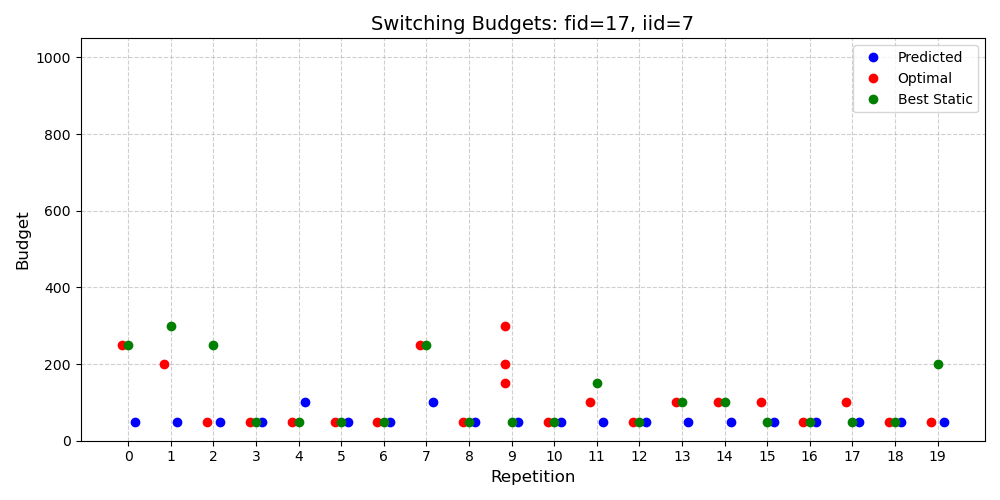 Switching Budgets: fid=17, iid=7
Predicted
Optimal
Best Static
1000
800
600
400
200
0
Budget
0 1 2 3 4 5 6 7 8 9 10 11 12 13 14 15 16 17 18 19
Repetition